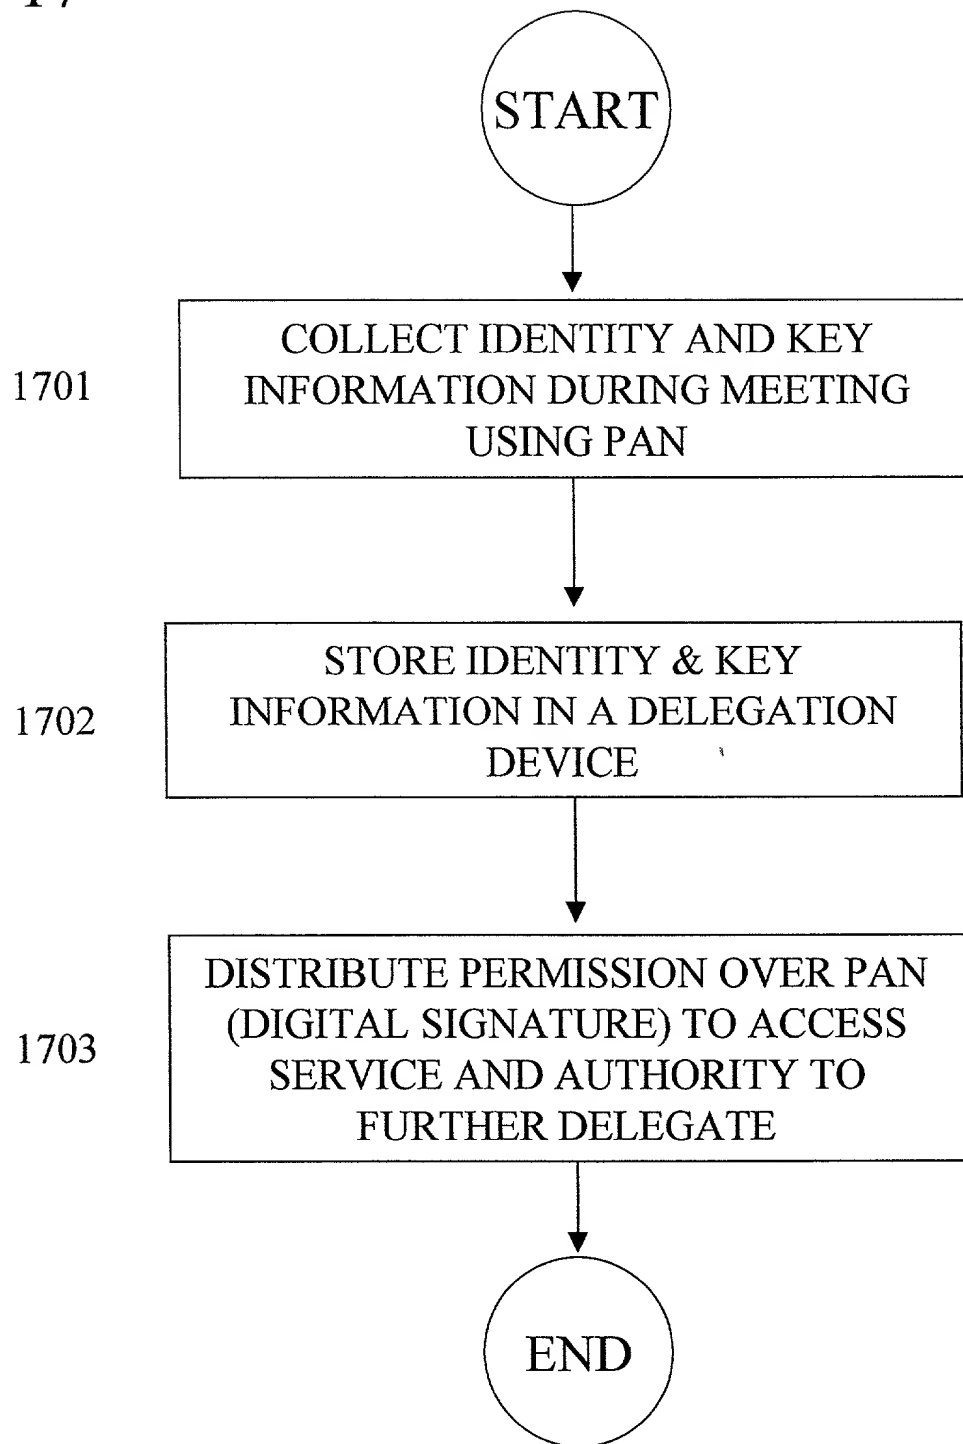 17
START
1701
COLLECT IDENTITY AND KEY
INFORMATION DURING MEETING
USING PAN
1702
STORE IDENTITY & KEY
INFORMATION IN A DELEGATION
DEVICE
1703
DISTRIBUTE PERMISSION OVER PAN
(DIGITAL SIGNATURE) TO ACCESS
SERVICE AND AUTHORITY TO
FURTHER DELEGATE
END